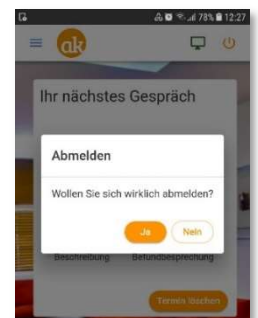 78% 12:27
ak
Ihr nächstes Gespräch
Abmelden
Wollen Sie sich wirklich abmelden?
Ja Nein
Beschreibung Befundbesprechung
Termin löschen